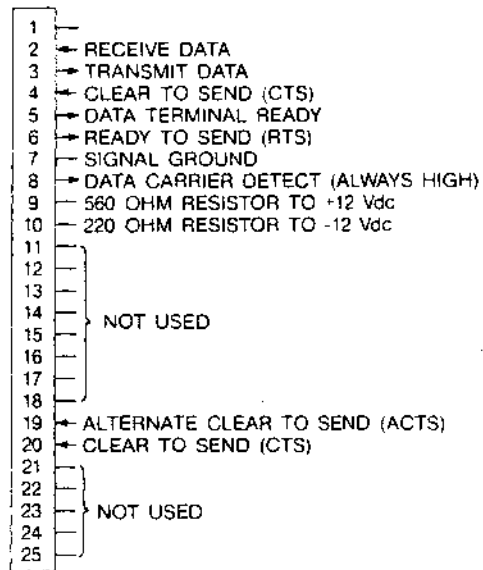 1
2 RECEIVE DATA
3 TRANSMIT DATA
4 CLEAR TO SEND (CTS)
5 DATA TERMINAL READY
6 READY TO SEND (RTS)
7 SIGNAL GROUND
8 DATA CARRIER DETECT (ALWAYS HIGH)
9 560 OHM RESISTOR TO +12 Vdc
10 220 OHM RESISTOR TO -12 Vdc
11
12
13
14
NOT USED
15
16
17
18
19 ALTERNATE CLEAR TO SEND (ACTS)
20 CLEAR TO SEND (CTS)
21
22
23 NOT USED
24
25